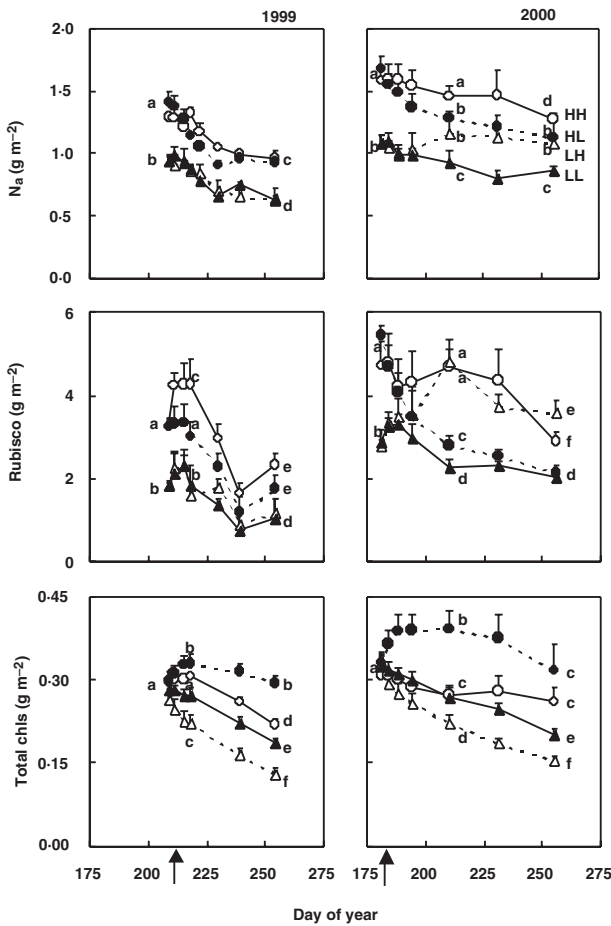 1999
2000
Nₐ (g m⁻²)
2·0
1·5
1·0
0·5
0·0
a
b
c
d
a
b
a
b
b
c
d
b
b
c
HH
HL
LH
LL
Rubisco (g m⁻²)
6
4
2
0
a
b
c
a
b
e
e
d
a
b
a
a
c
d
e
f
d
Total chls (g m⁻²)
0·45
0·30
0·15
0·00
a
b
a
c
b
d
e
f
a
b
c
d
c
c
e
f
175 200 225 250 275
175 200 225 250 275
Day of year